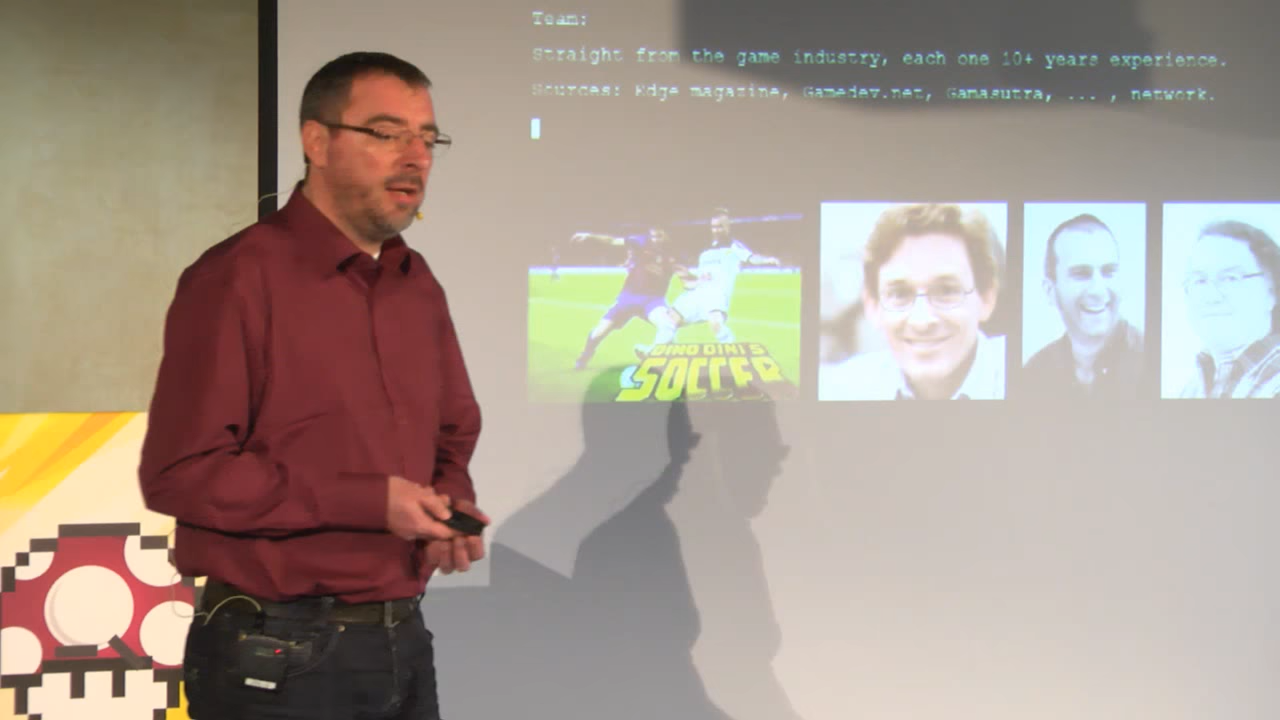 Team:
Straight from the game industry, each one 10+ years experience.
Sources: Edge magazine, Gamedev.net, Gamasutra, ... , network.
DINO DINI'S
SOCCER